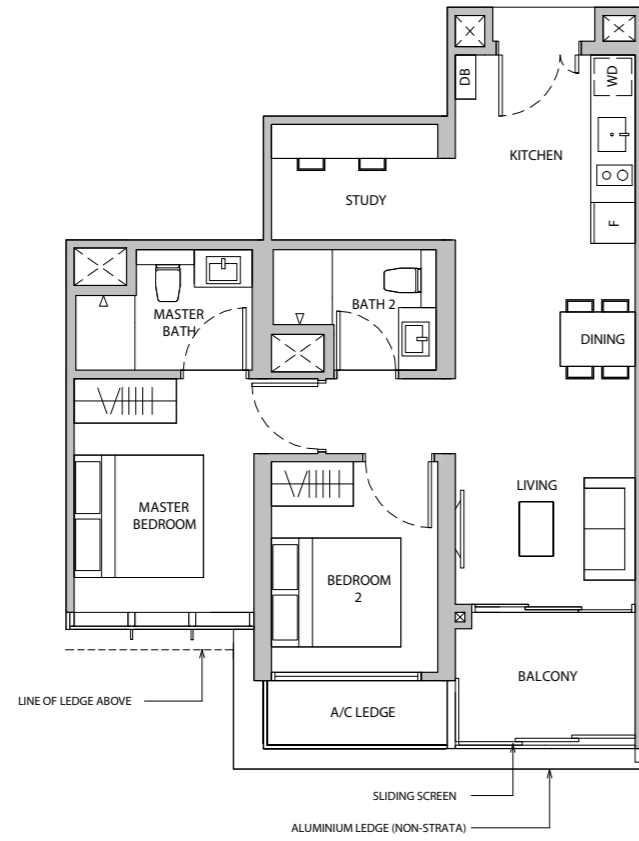 DB
WD
KITCHEN
STUDY
F
MASTER
BATH
BATH 2
DINING
LIVING
MASTER
BEDROOM
BEDROOM
2
BALCONY
LINE OF LEDGE ABOVE
A/C LEDGE
SLIDING SCREEN
ALUMINIUM LEDGE (NON-STRATA)